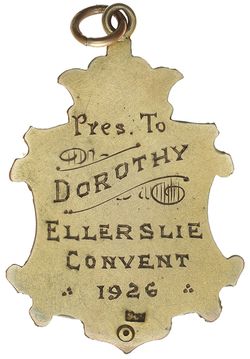 Pres. To
DOROTHY
ELLERSLIE
CONVENT
1926